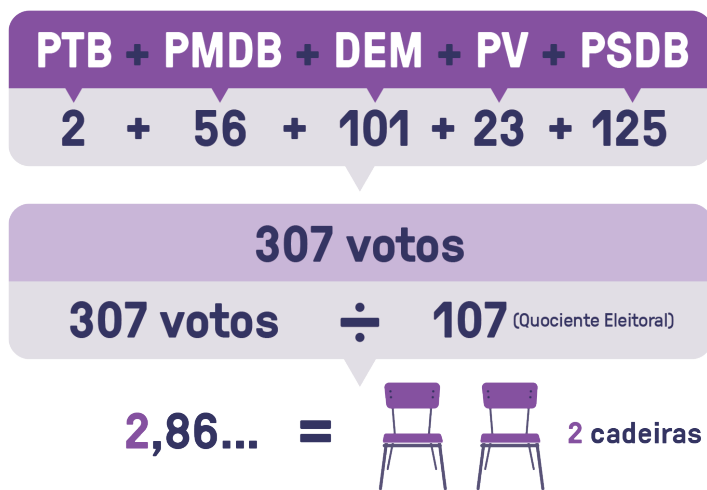 PTB + PMDB + DEM + PV + PSDB
2 + 56 + 101 + 23 + 125
307 votos
307 votos ÷ 107 (Quociente Eleitoral)
2,86... = 2 cadeiras